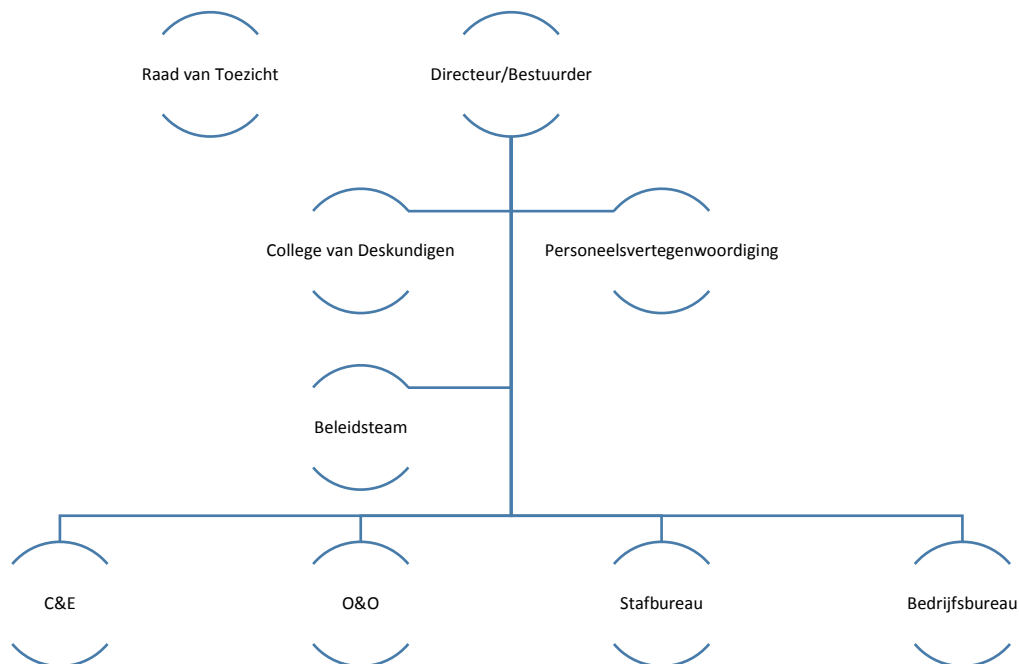 Raad van Toezicht
Directeur/Bestuurder
College van Deskundigen
Personeelsvertegenwoordiging
Beleidsteam
C&E
O&O
Stafbureau
Bedrijfsbureau